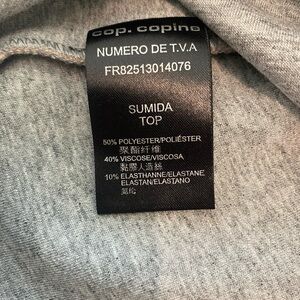 cop. copine
NUMERO DE T.V.A
FR82513014076
SUMIDA
TOP
50% POLYESTER/POLIÉSTER
聚酯纤维
40% VISCOSE/VISCOSA
黏胶人造丝
10% ELASTHANNE/ELASTANE
ELASTAN/ELASTANO
氨纶